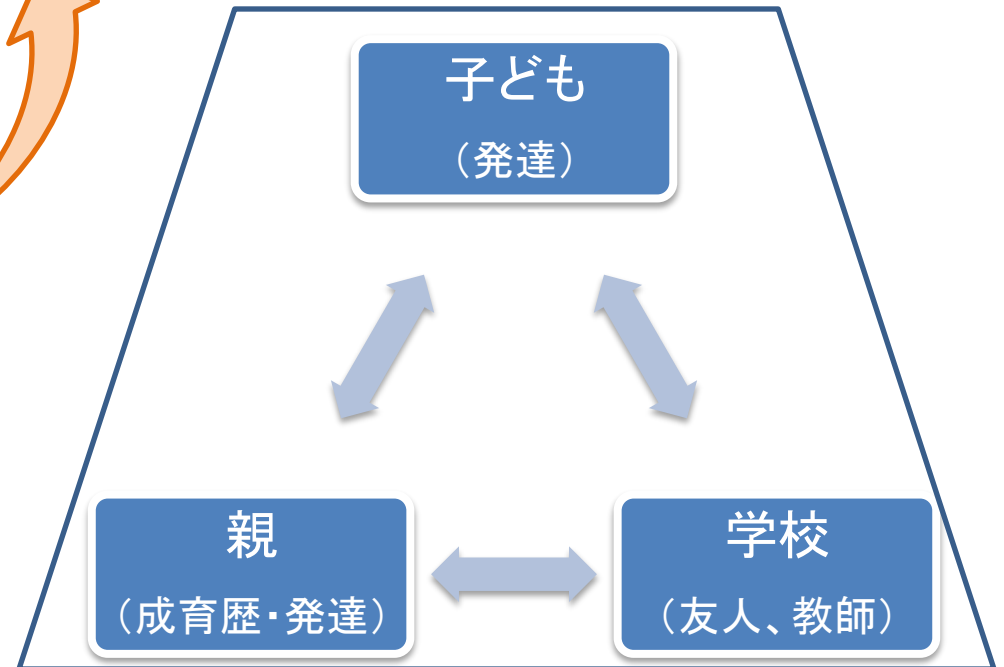 子ども
（発達）
親
（成育歴・発達）
学校
（友人、教師）